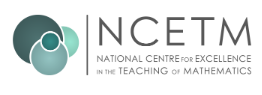 NCETM
NATIONAL CENTRE FOR EXCELLENCE
IN THE TEACHING OF MATHEMATICS